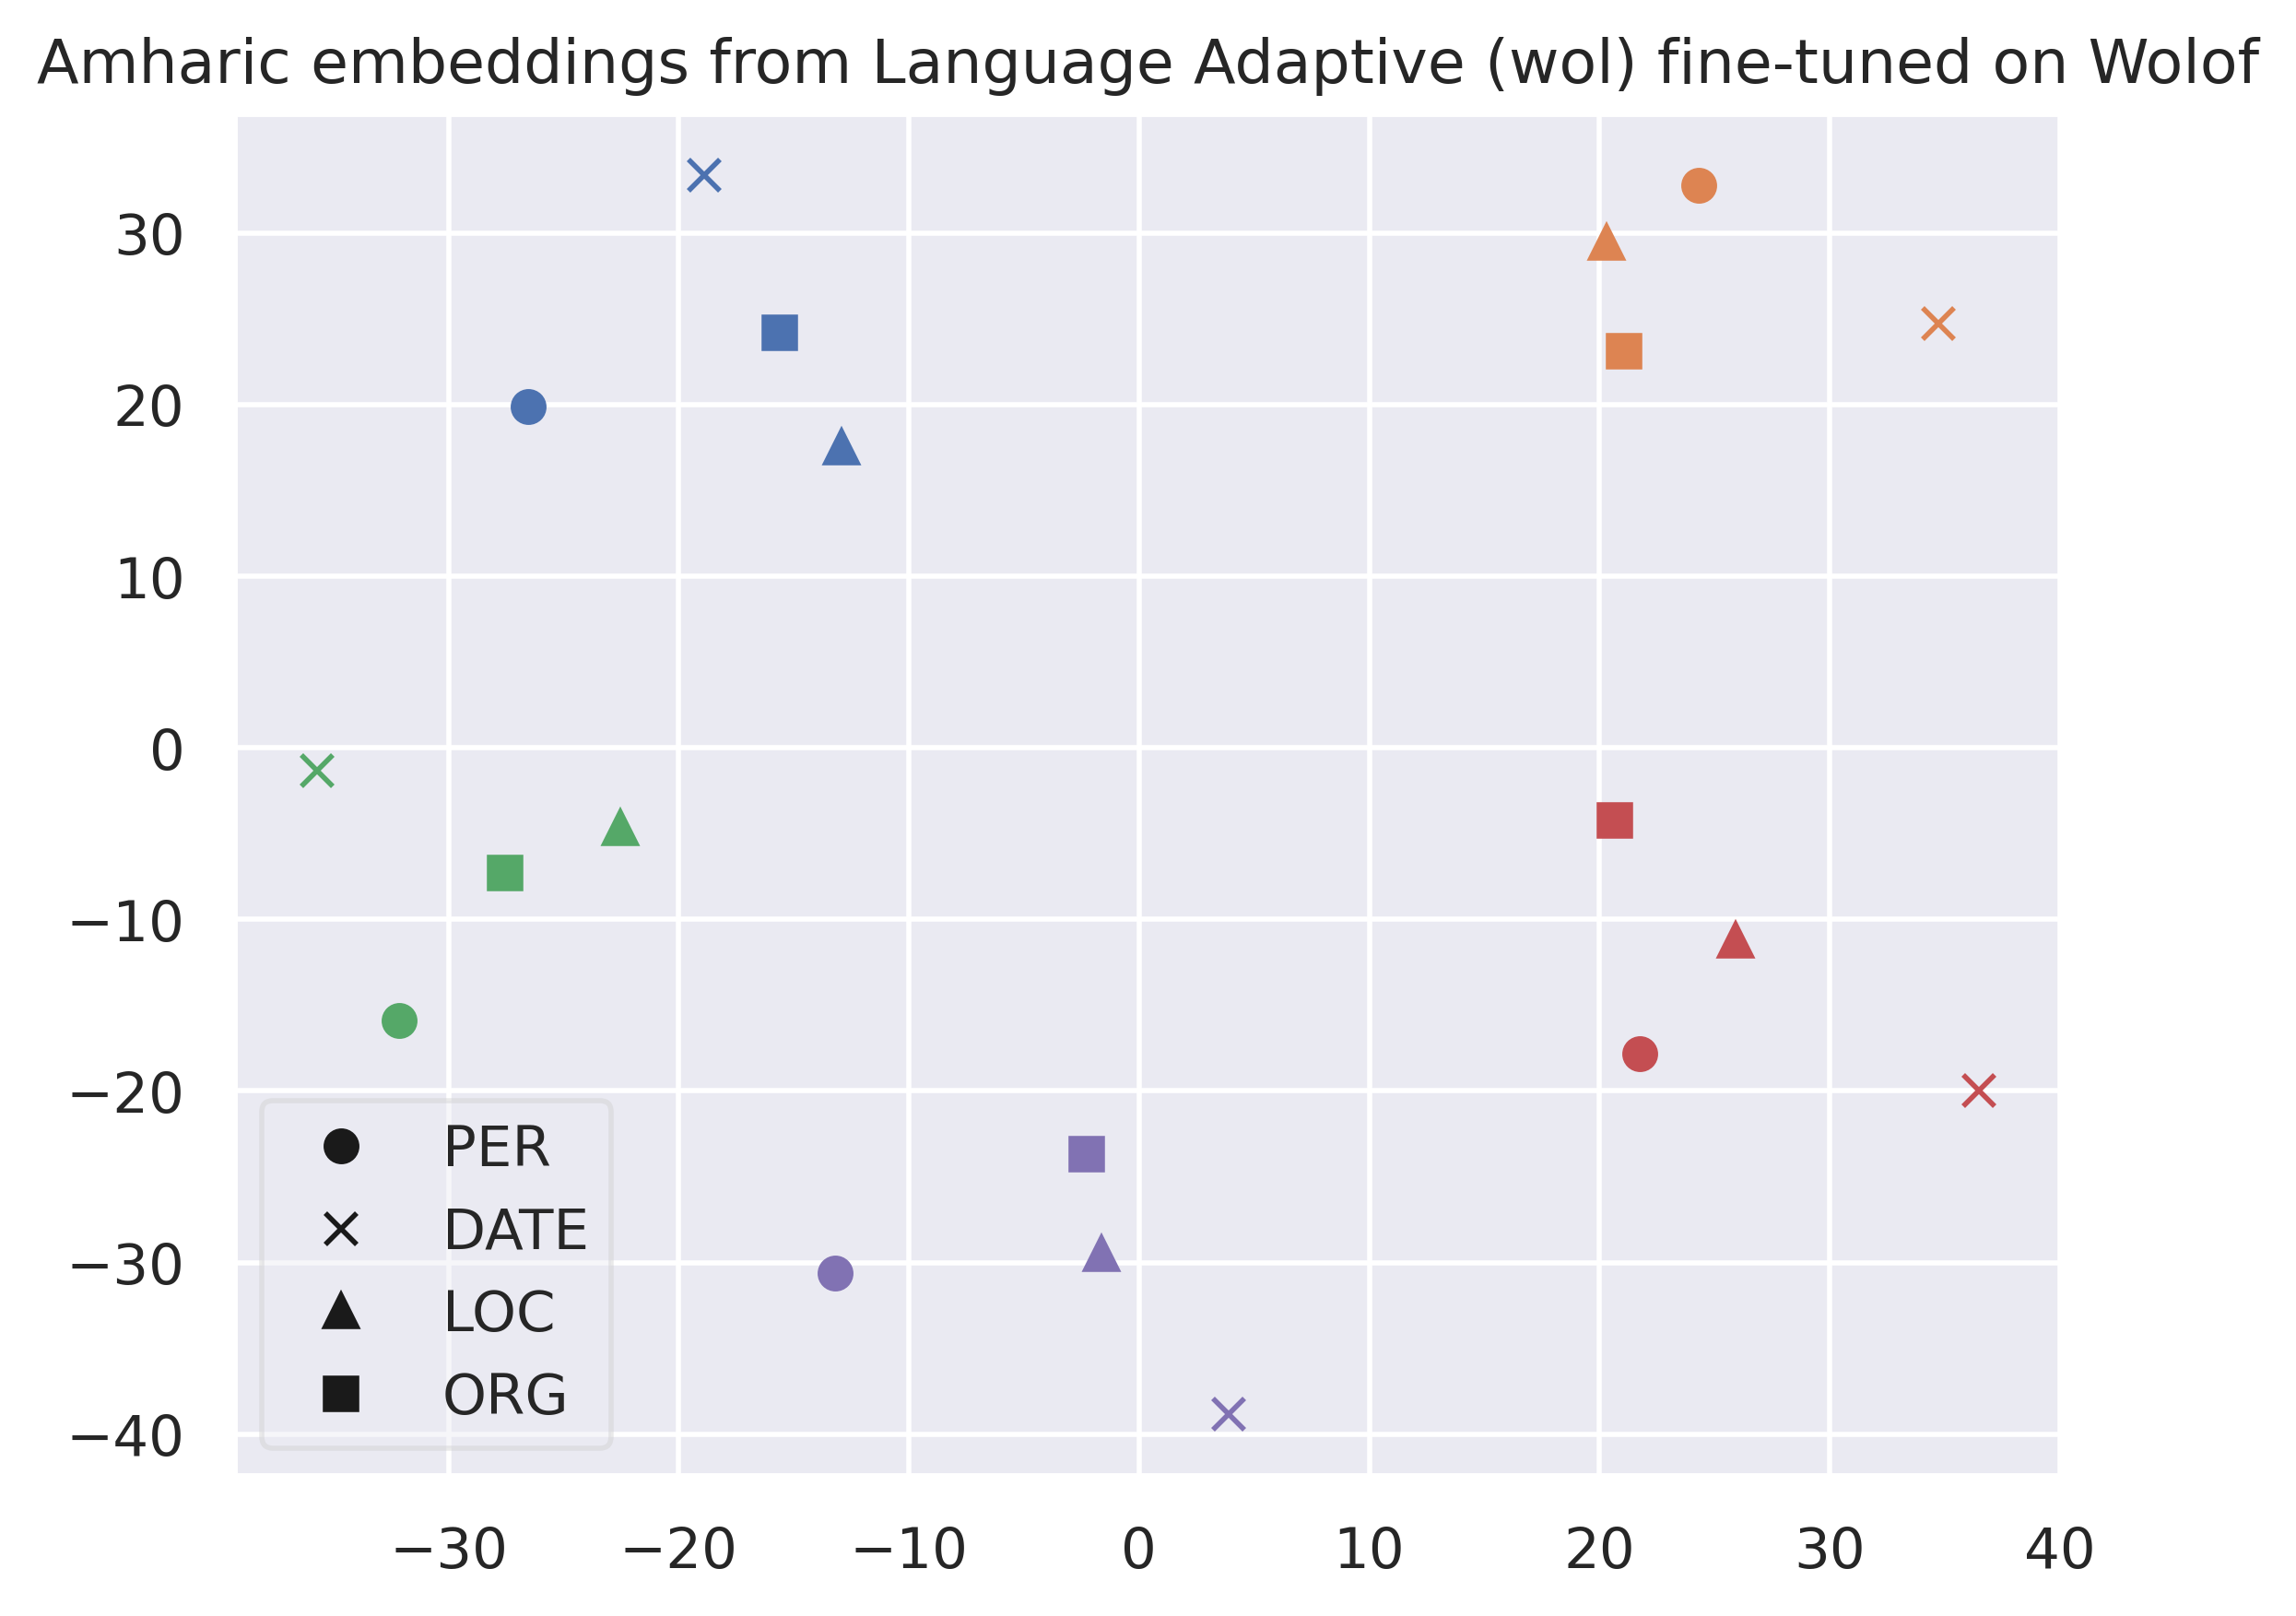 Amharic embeddings from Language Adaptive (wol) fine-tuned on Wolof
30
20
10
0
−10
−20
−30
−40
PER
DATE
LOC
ORG
−30 −20 −10 0 10 20 30 40